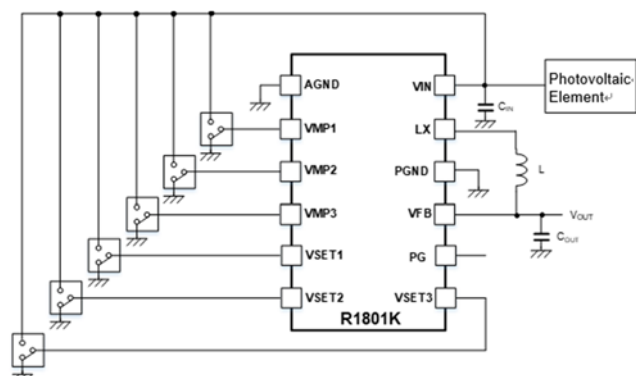 AGND
VMP1
VMP2
VMP3
VSET1
VSET2
VIN
LX
PGND
VFB
PG
VSET3
R1801K
CIN
L
VOUT
COUT
Photovoltaic-
Element↵